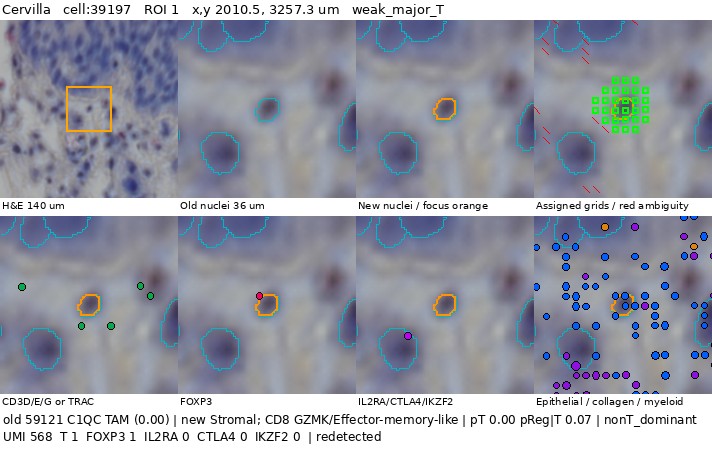 Cervilla cell:39197 ROI 1 x,y 2010.5, 3257.3 um weak_major_T
H&E 140 um
Old nuclei 36 um
New nuclei / focus orange
Assigned grids / red ambiguity
CD3D/E/G or TRAC
FOXP3
IL2RA/CTLA4/IKZF2
Epithelial / collagen / myeloid
old 59121 C1QC TAM (0.00) | new Stromal; CD8 GZMK/Effector-memory-like | pT 0.00 pReg|T 0.07 | nonT_dominant
UMI 568 T 1 FOXP3 1 IL2RA 0 CTLA4 0 IKZF2 0 | redetected